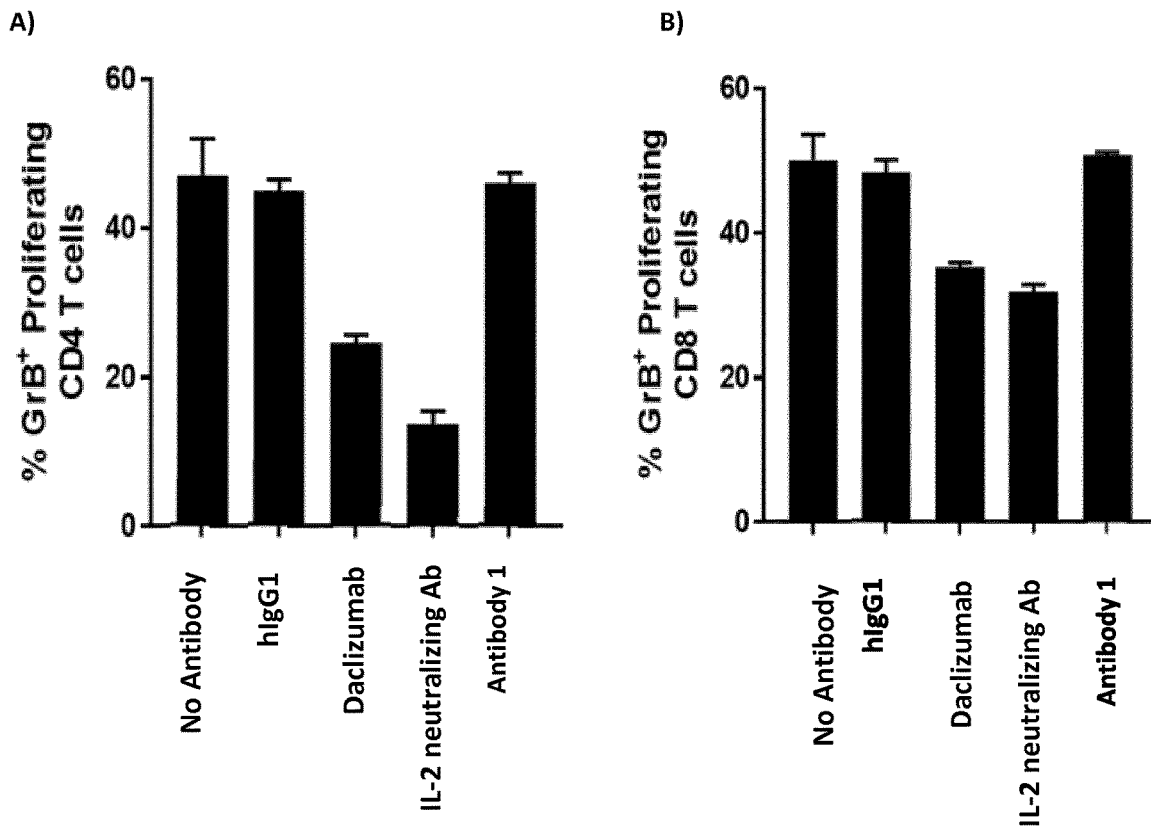 A)
% GrB+ Proliferating
CD4 T cells
60
40
20
0
No Antibody
hIgG1
Daclizumab
IL-2 neutralizing Ab
Antibody 1
B)
% GrB+ Proliferating
CD8 T cells
60
40
20
0
No Antibody
hIgG1
Daclizumab
IL-2 neutralizing Ab
Antibody 1